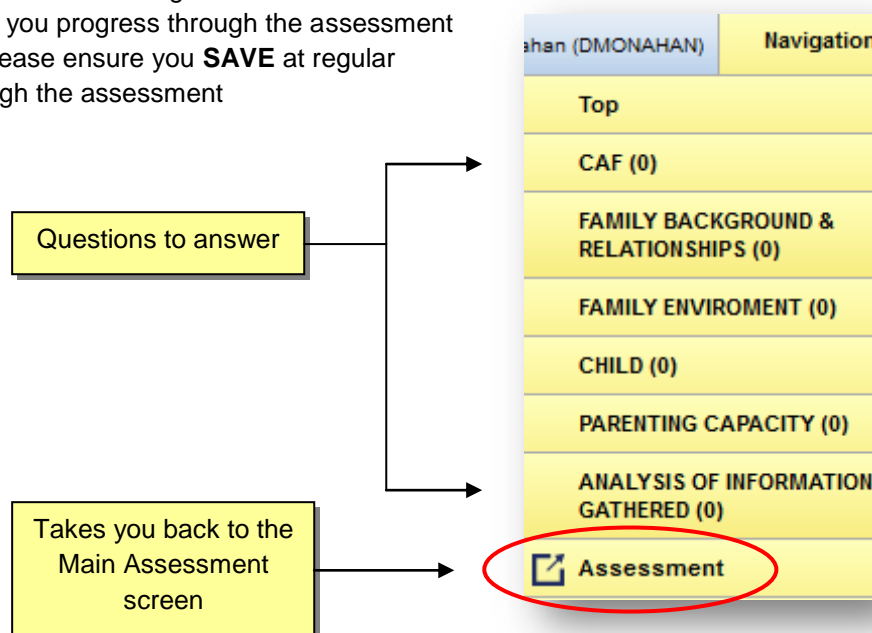 you progress through the assessment
ease ensure you SAVE at regular
gh the assessment
ahan (DMONAHAN)
Navigation
Top
CAF (0)
FAMILY BACKGROUND &
RELATIONSHIPS (0)
FAMILY ENVIROMENT (0)
CHILD (0)
PARENTING CAPACITY (0)
ANALYSIS OF INFORMATION
GATHERED (0)
Assessment
Questions to answer
Takes you back to the
Main Assessment
screen